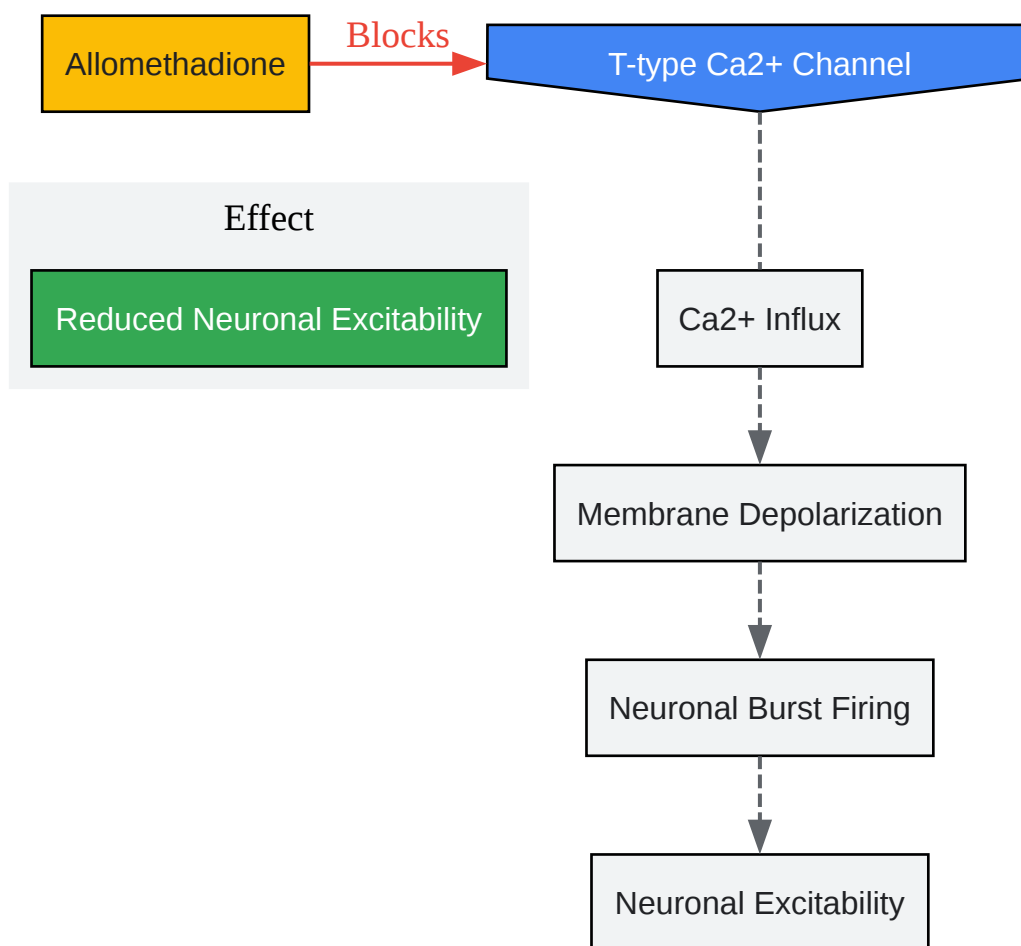 Allomethadione
Blocks
T-type Ca2+ Channel
Effect
Reduced Neuronal Excitability
Ca2+ Influx
Membrane Depolarization
Neuronal Burst Firing
Neuronal Excitability